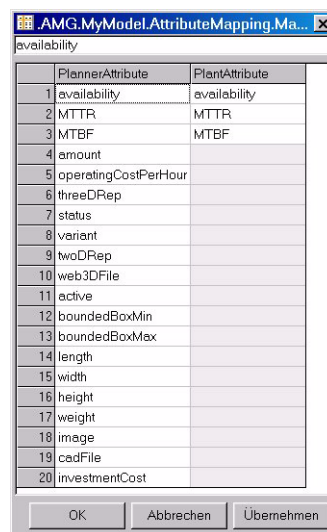 .AMG.MyModel.AttributeMapping.Ma...
availability
PlannerAttribute PlantAttribute
1 availability availability
2 MTTR MTTR
3 MTBF MTBF
4 amount
5 operatingCostPerHour
6 threeDRep
7 status
8 variant
9 twoDRep
10 web3DFile
11 active
12 boundedBoxMin
13 boundedBoxMax
14 length
15 width
16 height
17 weight
18 image
19 cadFile
20 investmentCost
OK Abbrechen Übernehmen